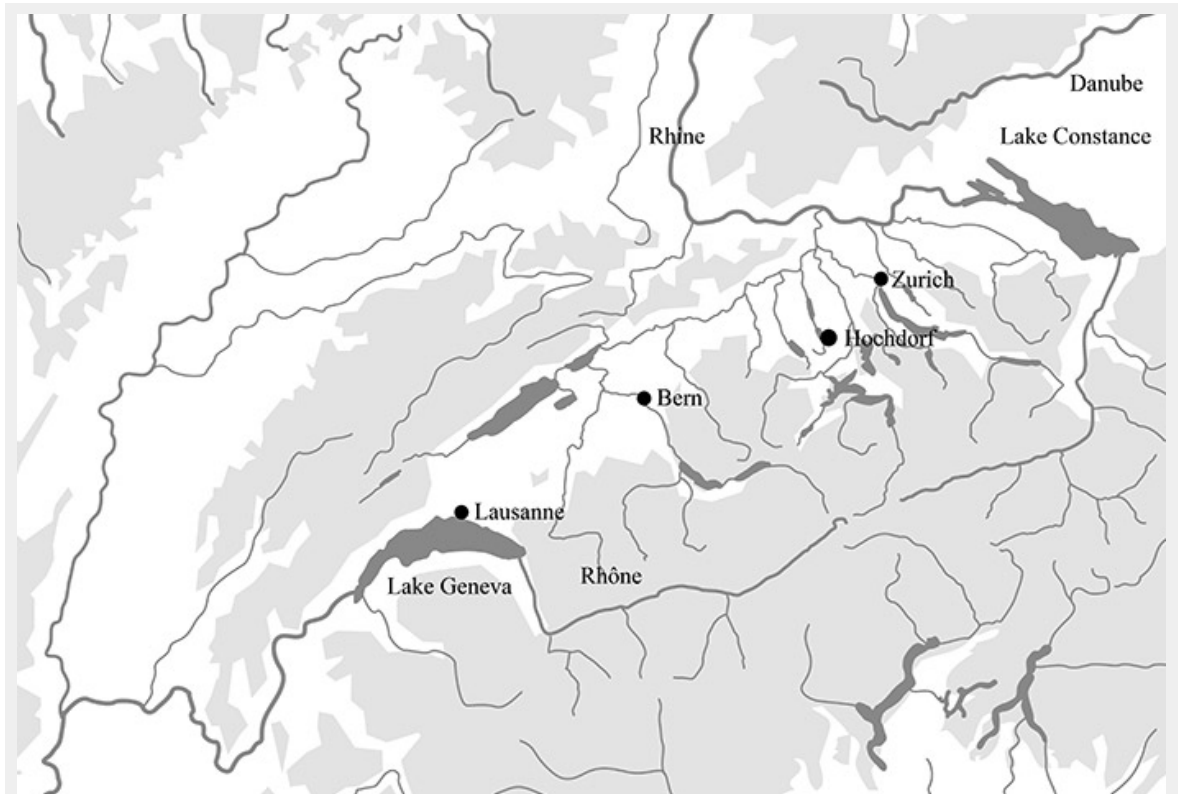 Danube
Rhine
Lake Constance
Zurich
Hochdorf
Bern
Lausanne
Rhône
Lake Geneva